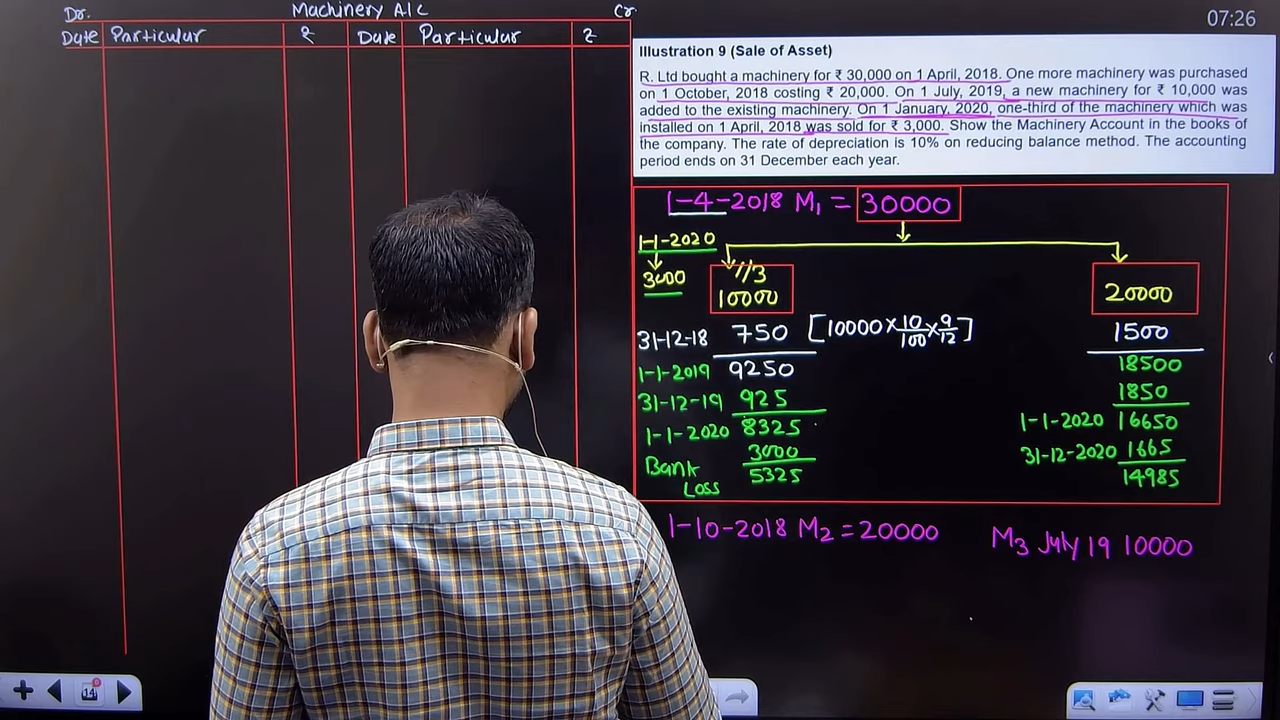 Dr. Machinery A/c Cr
Date Particular ₹ Date Particular ₹
07:26
Illustration 9 (Sale of Asset)
R. Ltd bought a machinery for ₹ 30,000 on 1 April, 2018. One more machinery was purchased
on 1 October, 2018 costing ₹ 20,000. On 1 July, 2019, a new machinery for ₹ 10,000 was
added to the existing machinery. On 1 January, 2020, one-third of the machinery which was
installed on 1 April, 2018 was sold for ₹ 3,000. Show the Machinery Account in the books of
the company. The rate of depreciation is 10% on reducing balance method. The accounting
period ends on 31 December each year.
1-4-2018 M1 = 30000
1-1-2020
3000
1/3
10000
20000
31-12-18 750 [10000×10/100×9/12] 1500
1-1-2019 9250 18500
31-12-19 925 1850
1-1-2020 8325 1-1-2020 16650
Bank 3000 31-12-2020 1665
Loss 5325 14985
1-10-2018 M2 = 20000 M3 July 19 10000
14